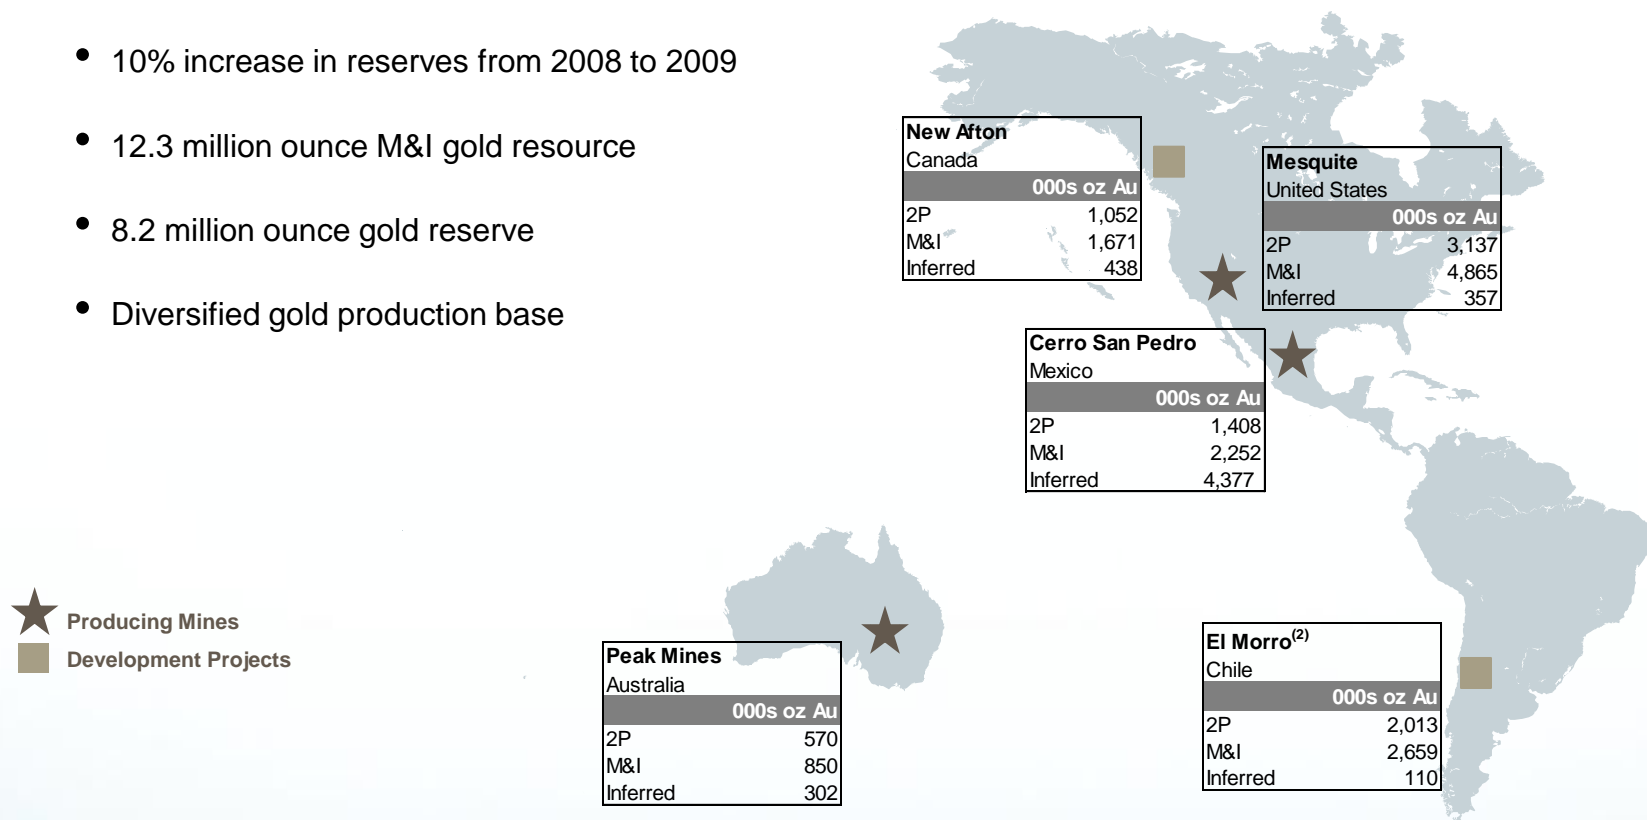 • 10% increase in reserves from 2008 to 2009
• 12.3 million ounce M&I gold resource
• 8.2 million ounce gold reserve
• Diversified gold production base
New Afton
Canada
000s oz Au
2P 1,052
M&I 1,671
Inferred 438
Mesquite
United States
000s oz Au
2P 3,137
M&I 4,865
Inferred 357
Cerro San Pedro
Mexico
000s oz Au
2P 1,408
M&I 2,252
Inferred 4,377
Producing Mines
Development Projects
Peak Mines
Australia
000s oz Au
2P 570
M&I 850
Inferred 302
El Morro(2)
Chile
000s oz Au
2P 2,013
M&I 2,659
Inferred 110